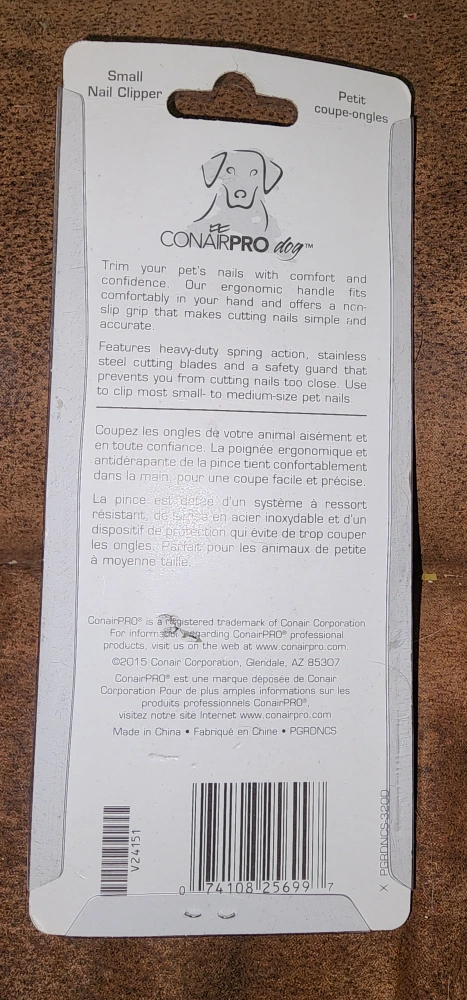 Small
Nail Clipper
Petit
coupe-ongles
CONAIRPRO dog™
Trim your pet's nails with comfort and
confidence. Our ergonomic handle fits
comfortably in your hand and offers a non-
slip grip that makes cutting nails simple and
accurate.
Features heavy-duty spring action, stainless
steel cutting blades and a safety guard that
prevents you from cutting nails too close. Use
to clip most small- to medium-size pet nails
Coupez les ongles de votre animal aisément et
en toute confiance. La poignée ergonomique et
antidérapante de la pince tient confortablement
dans la main, pour une coupe facile et précise.
La pince est dotée d'un système à ressort
résistant, de lames en acier inoxydable et d'un
dispositif de protection qui évite de trop couper
les ongles. Parfait pour les animaux de petite
à moyenne taille.
ConairPRO® is a registered trademark of Conair Corporation
For information regarding ConairPRO® professional
products, visit us on the web at www.conairpro.com.
©2015 Conair Corporation, Glendale, AZ 85307
ConairPRO® est une marque déposée de Conair
Corporation Pour de plus amples informations sur les
produits professionnels ConairPRO®,
visitez notre site Internet www.conairpro.com
Made in China • Fabriqué en Chine • PGRDNCS
V24151
0 74108 25699 7
X PGRDNCS-3200